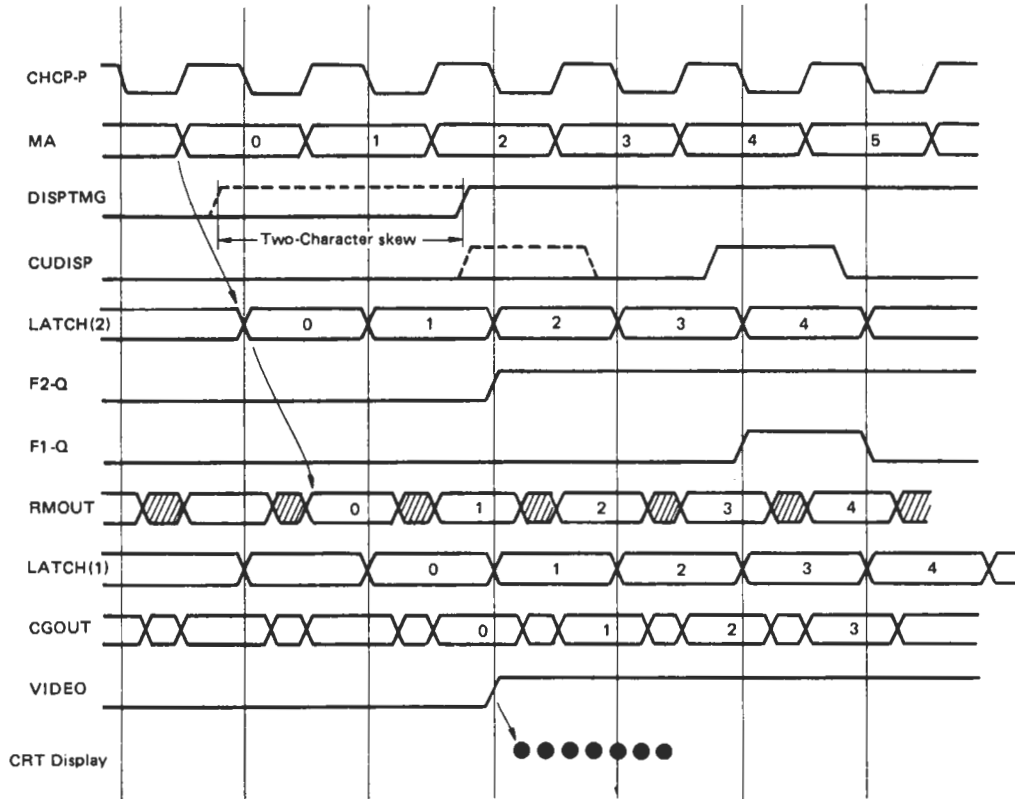 CHCP-P
MA 0 1 2 3 4 5
DISPTMG
Two-Character skew
CUDISP
LATCH(2) 0 1 2 3 4
F2-Q
F1-Q
RMOUT 0 1 2 3 4
LATCH(1) 0 1 2 3 4
CGOUT 0 1 2 3
VIDEO
CRT Display